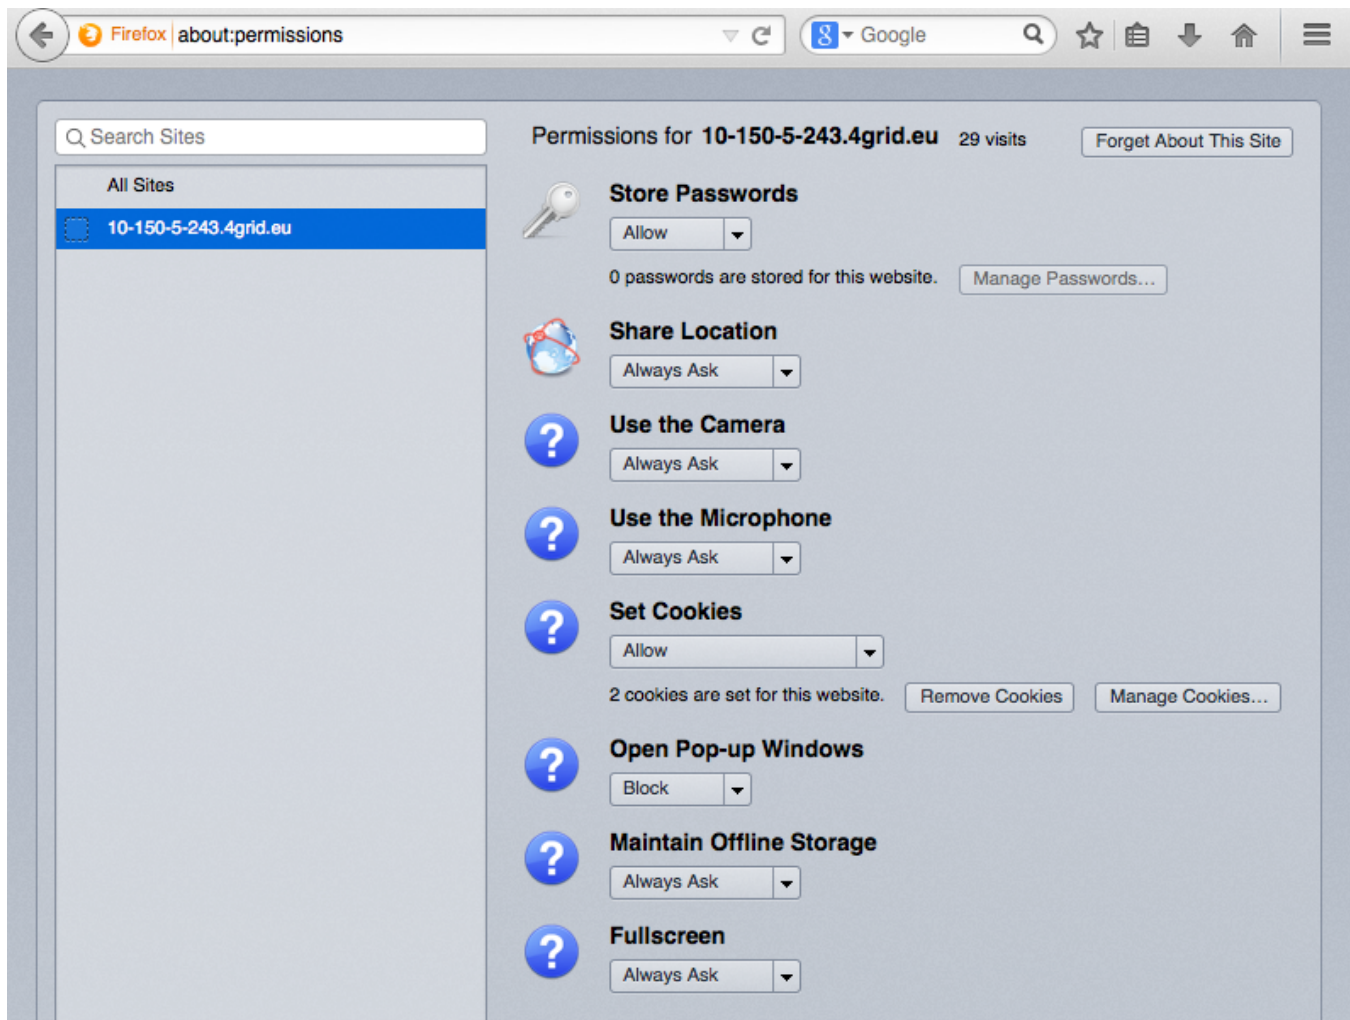 Firefox about:permissions
8 Google
Search Sites
All Sites
10-150-5-243.4grid.eu
Permissions for 10-150-5-243.4grid.eu 29 visits Forget About This Site
Store Passwords
Allow
0 passwords are stored for this website. Manage Passwords...
Share Location
Always Ask
? Use the Camera
Always Ask
? Use the Microphone
Always Ask
? Set Cookies
Allow
2 cookies are set for this website. Remove Cookies Manage Cookies...
? Open Pop-up Windows
Block
? Maintain Offline Storage
Always Ask
? Fullscreen
Always Ask